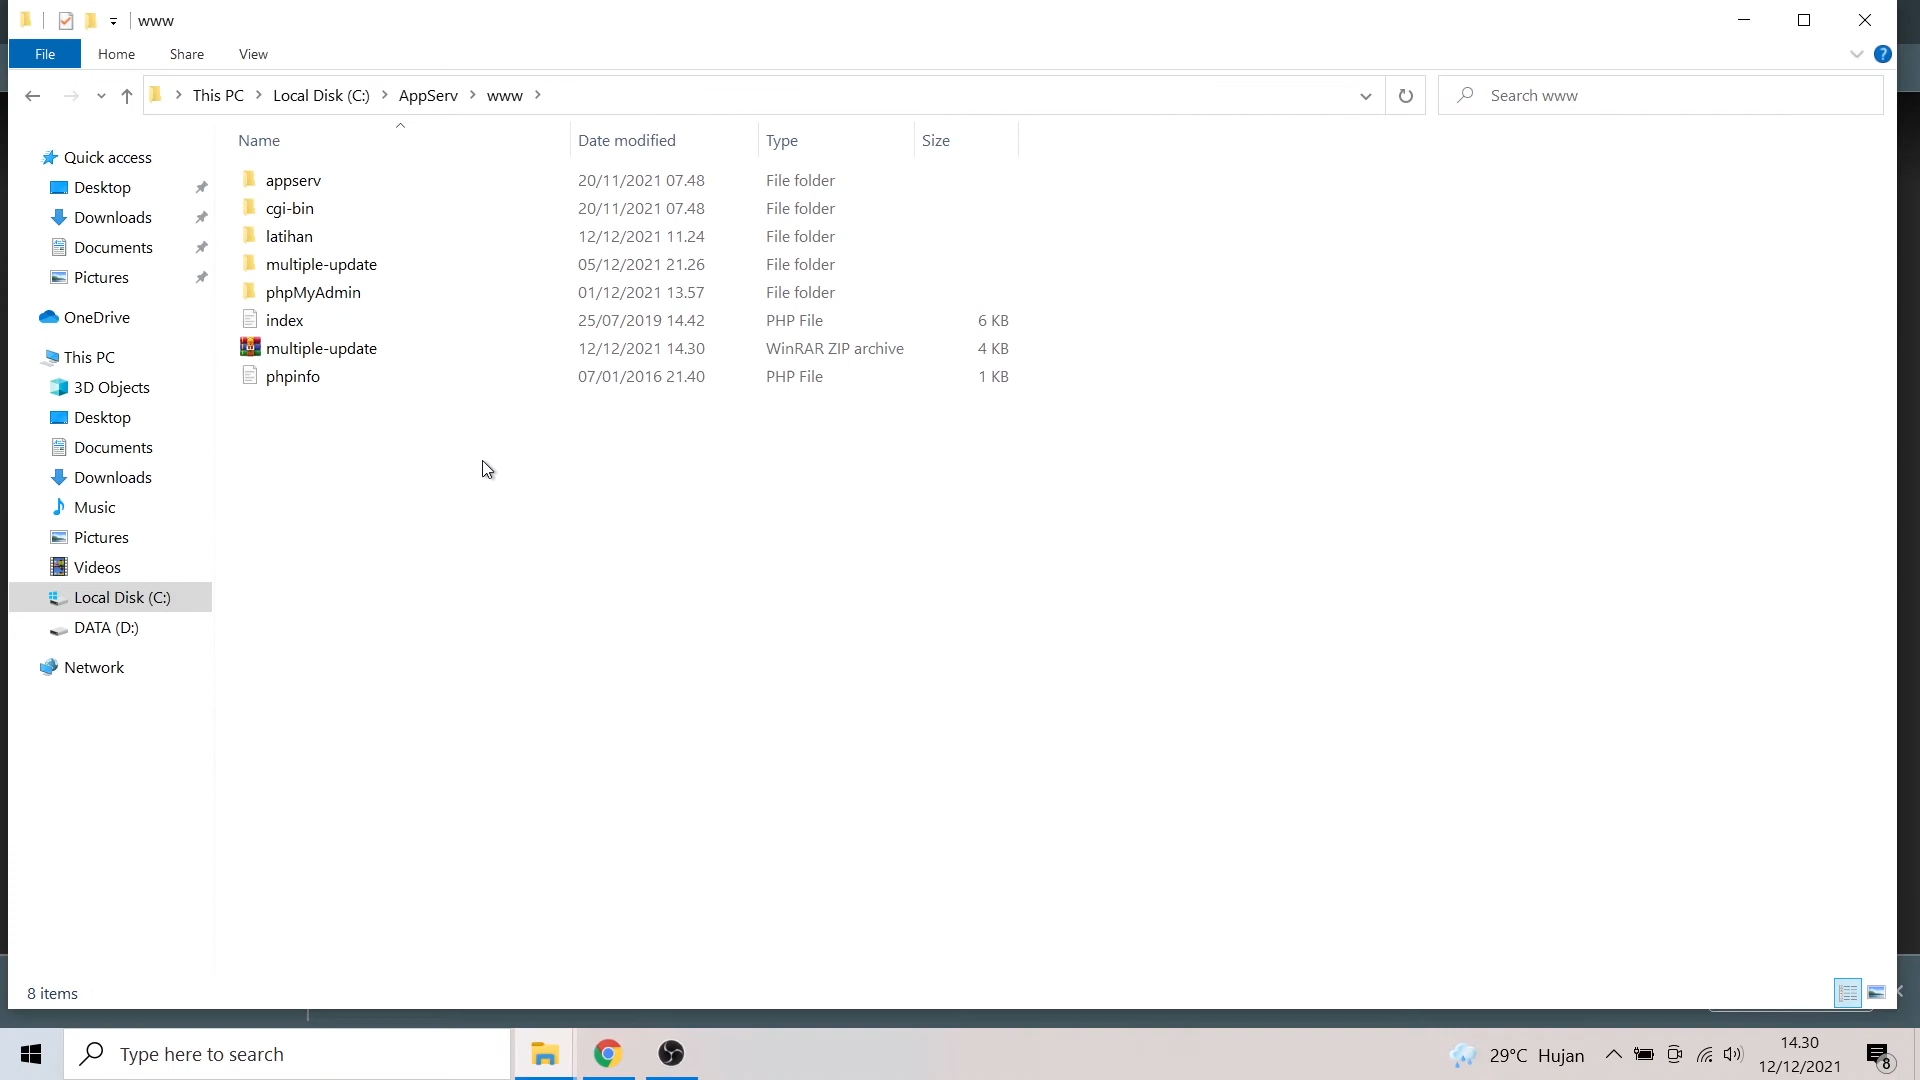 www
File Home Share View
This PC Local Disk (C:) AppServ www
Search www
Name Date modified Type Size
Quick access
Desktop
Downloads
Documents
Pictures
OneDrive
This PC
3D Objects
Desktop
Documents
Downloads
Music
Pictures
Videos
Local Disk (C:)
DATA (D:)
Network
appserv 20/11/2021 07.48 File folder
cgi-bin 20/11/2021 07.48 File folder
latihan 12/12/2021 11.24 File folder
multiple-update 05/12/2021 21.26 File folder
phpMyAdmin 01/12/2021 13.57 File folder
index 25/07/2019 14.42 PHP File 6 KB
multiple-update 12/12/2021 14.30 WinRAR ZIP archive 4 KB
phpinfo 07/01/2016 21.40 PHP File 1 KB
8 items
Type here to search
29°C Hujan
14.30
12/12/2021
8